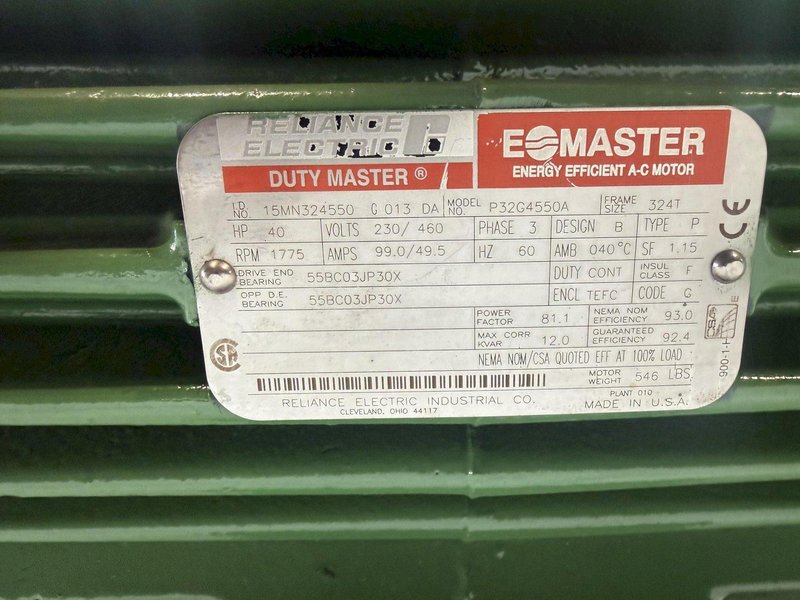 RELIANCE
ELECTRIC
DUTY MASTER ®
E MASTER
ENERGY EFFICIENT A-C MOTOR
I.D. NO. 15MN324550 G 013 DA MODEL NO. P32G4550A FRAME SIZE 324T
HP 40 VOLTS 230/ 460 PHASE 3 DESIGN B TYPE P
RPM 1775 AMPS 99.0/49.5 HZ 60 AMB 040°C SF 1.15
DRIVE END BEARING 55BC03JP30X DUTY CONT INSUL CLASS F
OPP D.E. BEARING 55BC03JP30X ENCL TEFC CODE G
POWER FACTOR 81.1 NEMA NOM EFFICIENCY 93.0
MAX CORR KVAR 12.0 GUARANTEED EFFICIENCY 92.4
NEMA NOM/CSA QUOTED EFF AT 100% LOAD
MOTOR WEIGHT 546 LBS
RELIANCE ELECTRIC INDUSTRIAL CO.
CLEVELAND, OHIO 44117
PLANT 010
MADE IN U.S.A.
CE
SA
CSA